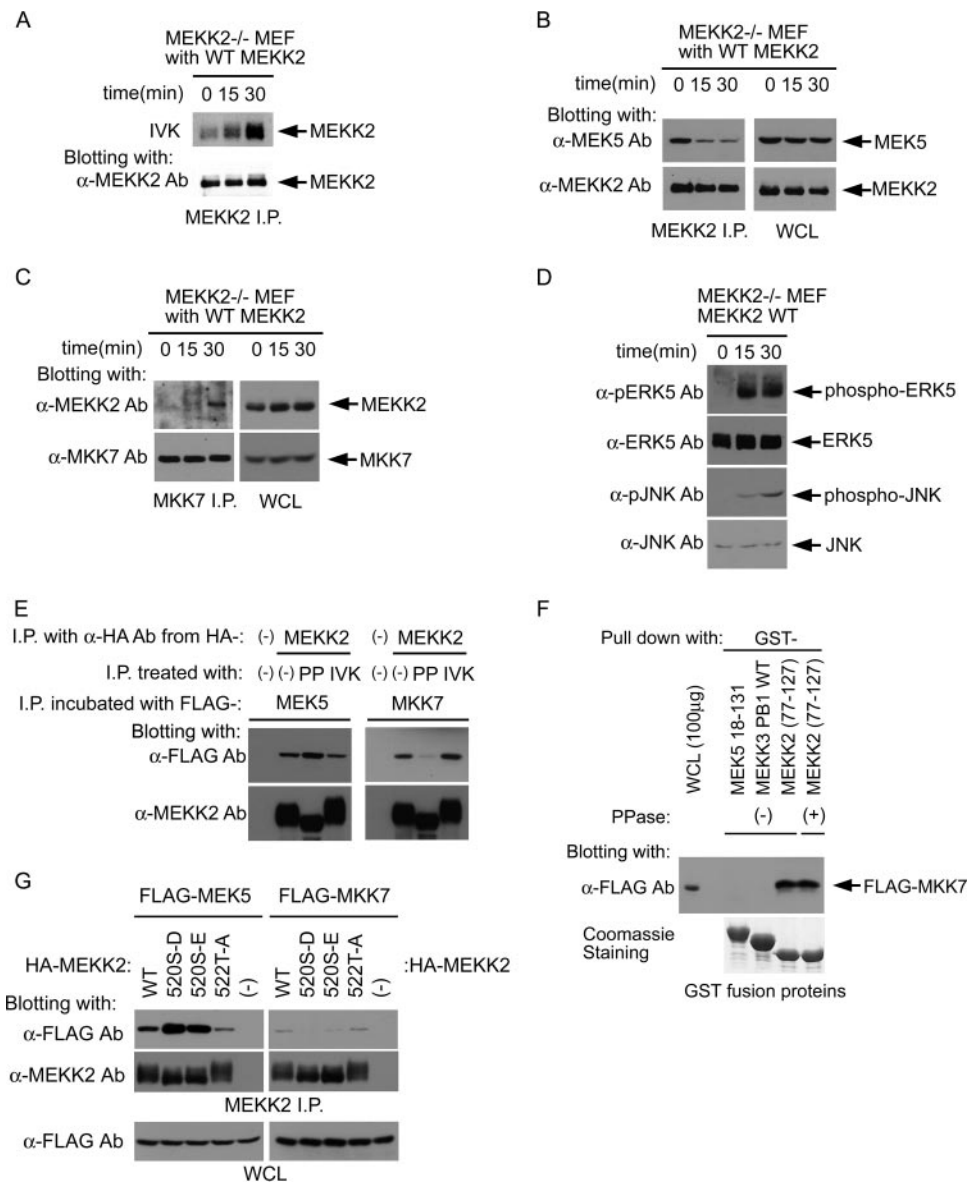 A
MEKK2-/- MEF
with WT MEKK2
time(min) 0 15 30
IVK MEKK2
Blotting with:
α-MEKK2 Ab MEKK2
MEKK2 I.P.
B
MEKK2-/- MEF
with WT MEKK2
time(min) 0 15 30 0 15 30
Blotting with:
α-MEK5 Ab MEK5
α-MEKK2 Ab MEKK2
MEKK2 I.P. WCL
C
MEKK2-/- MEF
with WT MEKK2
time(min) 0 15 30 0 15 30
Blotting with:
α-MEKK2 Ab MEKK2
α-MKK7 Ab MKK7
MKK7 I.P. WCL
D
MEKK2-/- MEF
MEKK2 WT
time(min) 0 15 30
α-pERK5 Ab phospho-ERK5
α-ERK5 Ab ERK5
α-pJNK Ab phospho-JNK
α-JNK Ab JNK
E
I.P. with α-HA Ab from HA-: (-) MEKK2 (-) MEKK2
I.P. treated with: (-) (-) PP IVK (-) (-) PP IVK
I.P. incubated with FLAG-: MEK5 MKK7
Blotting with:
α-FLAG Ab
α-MEKK2 Ab
F
Pull down with: GST-
WCL (100µg)
MEK5 18-131
MEKK3 PB1 WT
MEKK2 (77-127)
MEKK2 (77-127)
PPase: (-) (+)
Blotting with:
α-FLAG Ab FLAG-MKK7
Coomassie
Staining
GST fusion proteins
G
FLAG-MEK5 FLAG-MKK7
HA-MEKK2: WT 520S-D 520S-E 522T-A (-) WT 520S-D 520S-E 522T-A (-) :HA-MEKK2
Blotting with:
α-FLAG Ab
α-MEKK2 Ab
MEKK2 I.P.
α-FLAG Ab
WCL